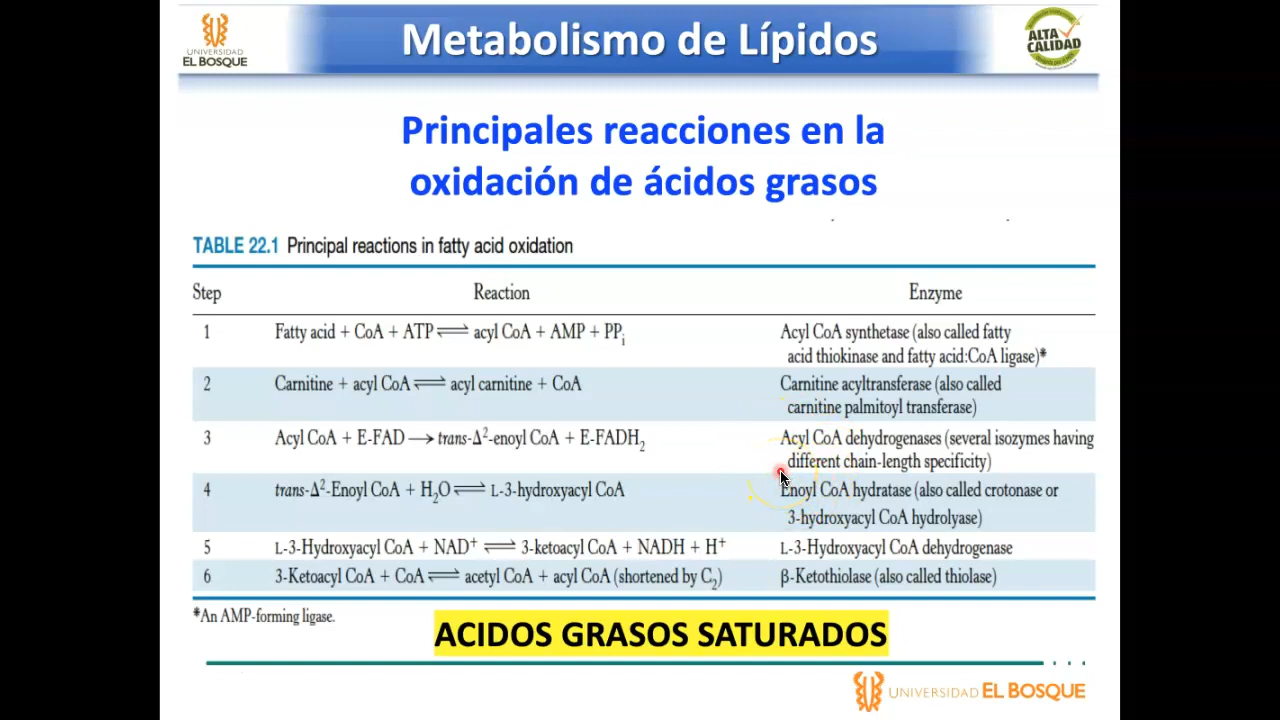 UNIVERSIDAD
EL BOSQUE
Metabolismo de Lípidos
ALTA
CALIDAD
Principales reacciones en la
oxidación de ácidos grasos
TABLE 22.1 Principal reactions in fatty acid oxidation
Step Reaction Enzyme
1 Fatty acid + CoA + ATP ⇌ acyl CoA + AMP + PPi Acyl CoA synthetase (also called fatty
acid thiokinase and fatty acid:CoA ligase)*
2 Carnitine + acyl CoA ⇌ acyl carnitine + CoA Carnitine acyltransferase (also called
carnitine palmitoyl transferase)
3 Acyl CoA + E-FAD → trans-Δ²-enoyl CoA + E-FADH₂ Acyl CoA dehydrogenases (several isozymes having
different chain-length specificity)
4 trans-Δ²-Enoyl CoA + H₂O ⇌ L-3-hydroxyacyl CoA Enoyl CoA hydratase (also called crotonase or
3-hydroxyacyl CoA hydrolyase)
5 L-3-Hydroxyacyl CoA + NAD⁺ ⇌ 3-ketoacyl CoA + NADH + H⁺ L-3-Hydroxyacyl CoA dehydrogenase
6 3-Ketoacyl CoA + CoA ⇌ acetyl CoA + acyl CoA (shortened by C₂) β-Ketothiolase (also called thiolase)
*An AMP-forming ligase.
ACIDOS GRASOS SATURADOS
UNIVERSIDAD EL BOSQUE